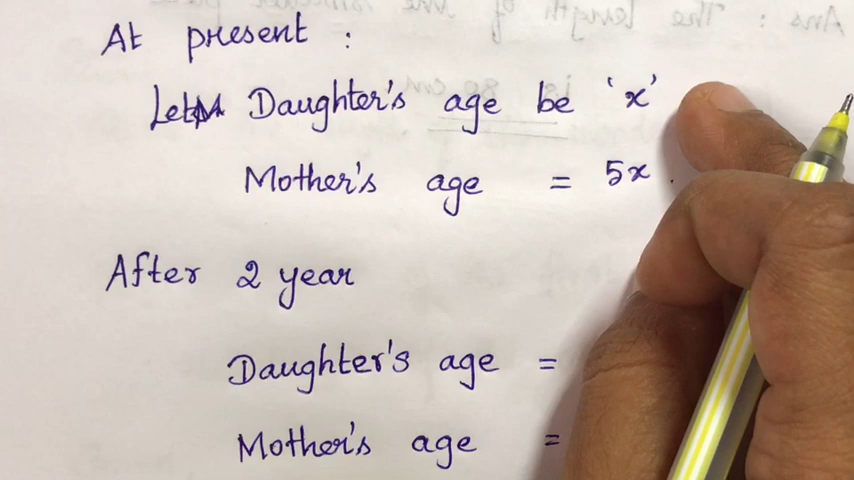 At present :
Let Daughter's age be 'x'
Mother's age = 5x
After 2 year
Daughter's age =
Mother's age =